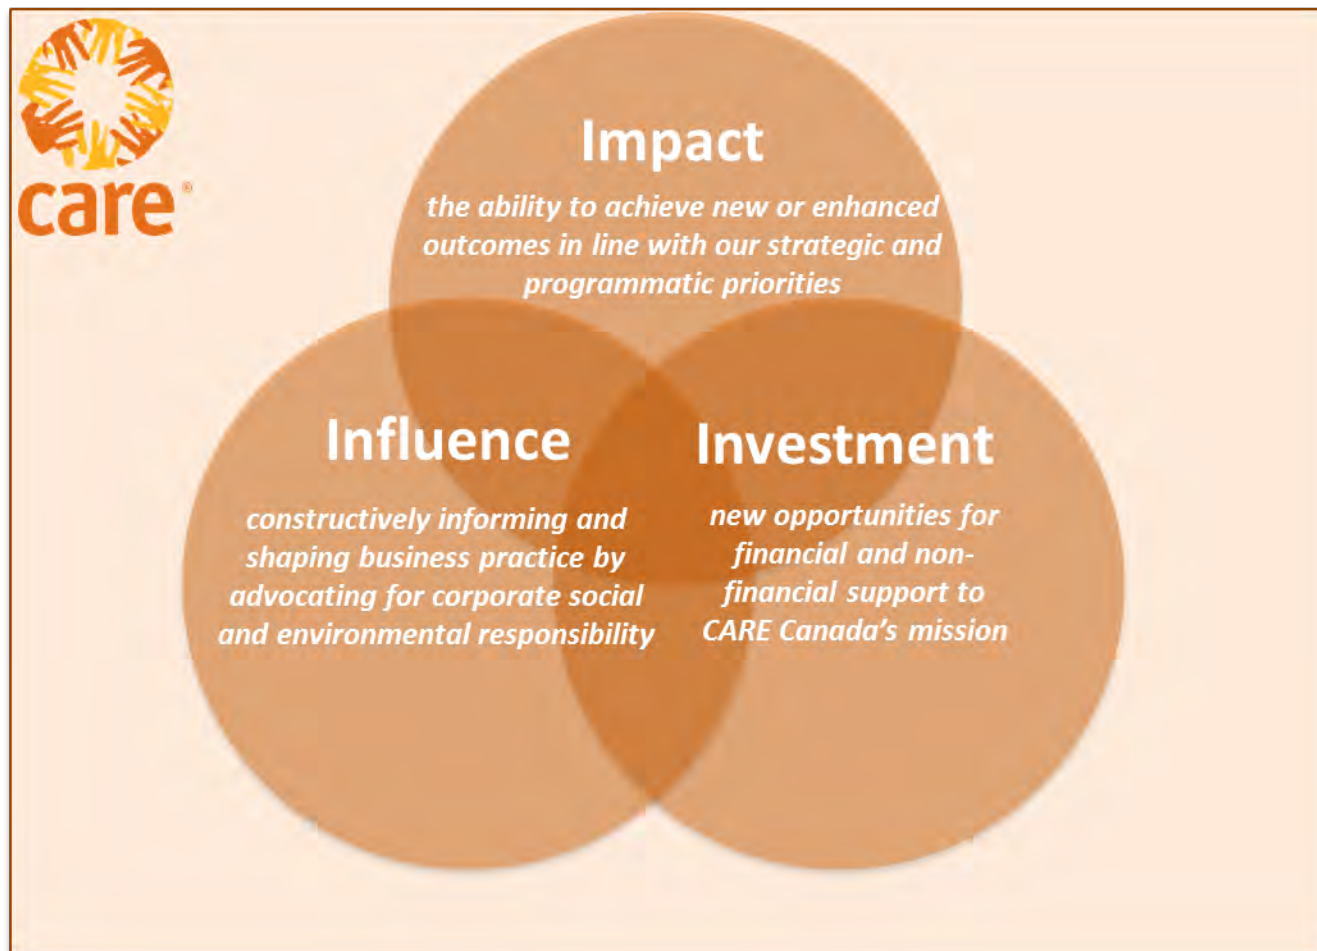 care®
Impact
the ability to achieve new or enhanced
outcomes in line with our strategic and
programmatic priorities
Influence
constructively informing and
shaping business practice by
advocating for corporate social
and environmental responsibility
Investment
new opportunities for
financial and non-
financial support to
CARE Canada's mission